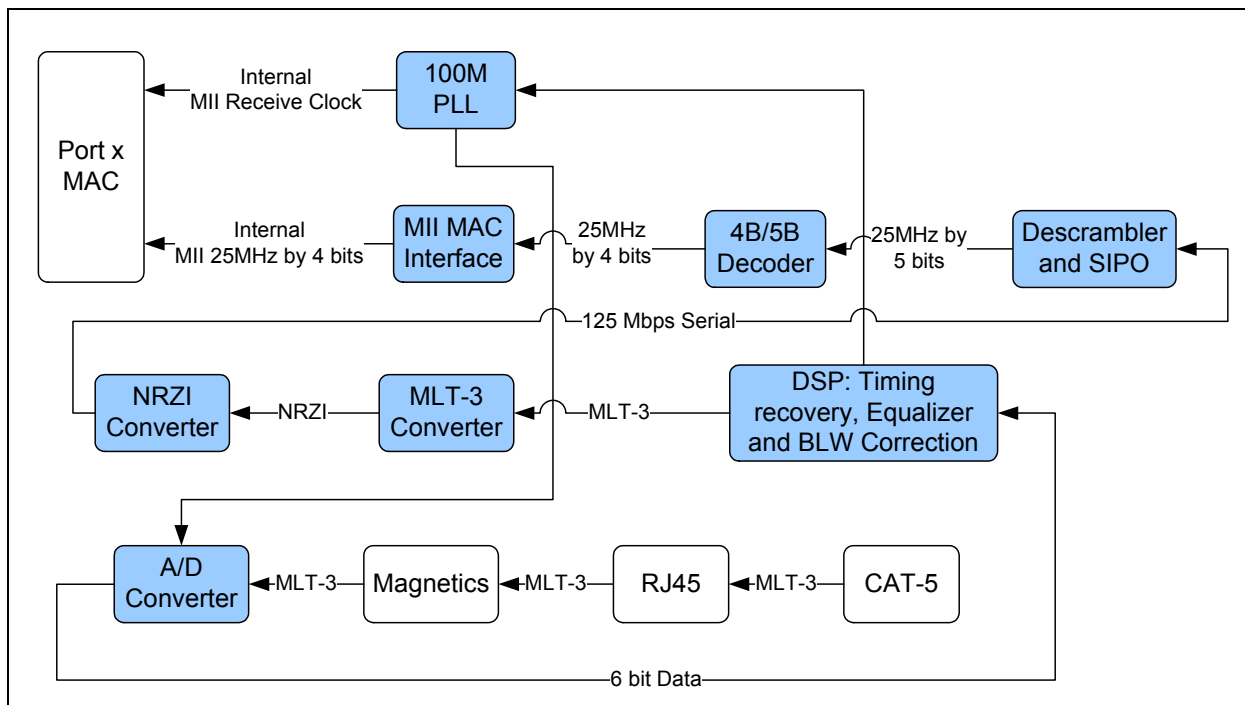 Port x
MAC
Internal
MII Receive Clock
100M
PLL
Internal
MII 25MHz by 4 bits
MII MAC
Interface
25MHz
by 4 bits
4B/5B
Decoder
25MHz by
5 bits
Descrambler
and SIPO
125 Mbps Serial
NRZI
Converter
NRZI
MLT-3
Converter
MLT-3
DSP: Timing
recovery, Equalizer
and BLW Correction
A/D
Converter
MLT-3
Magnetics
MLT-3
RJ45
MLT-3
CAT-5
6 bit Data